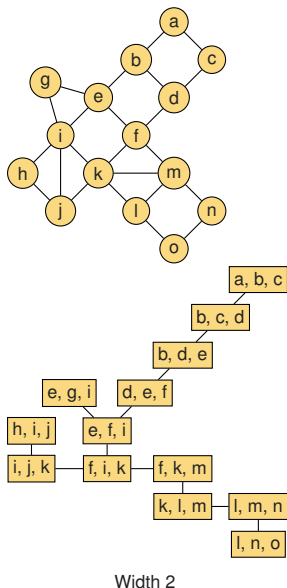 a
b
c
g
e
d
i
f
h
k
m
j
l
n
o
a, b, c
b, c, d
b, d, e
e, g, i
d, e, f
h, i, j
e, f, i
i, j, k
f, i, k
f, k, m
k, l, m
l, m, n
l, n, o
Width 2